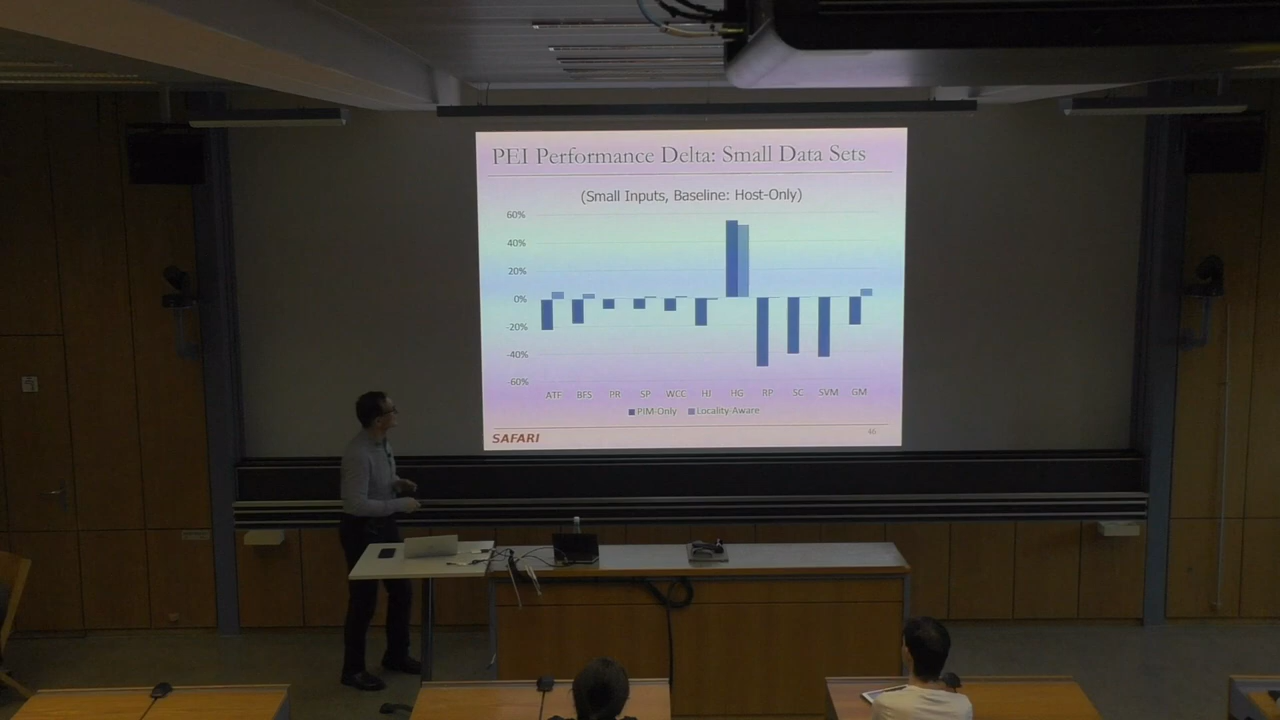 PEI Performance Delta: Small Data Sets
(Small Inputs, Baseline: Host-Only)
60%
40%
20%
0%
-20%
-40%
-60%
ATF BFS PR SP WCC HJ HG RP SC SVM GM
PIM-Only Locality-Aware
SAFARI
46